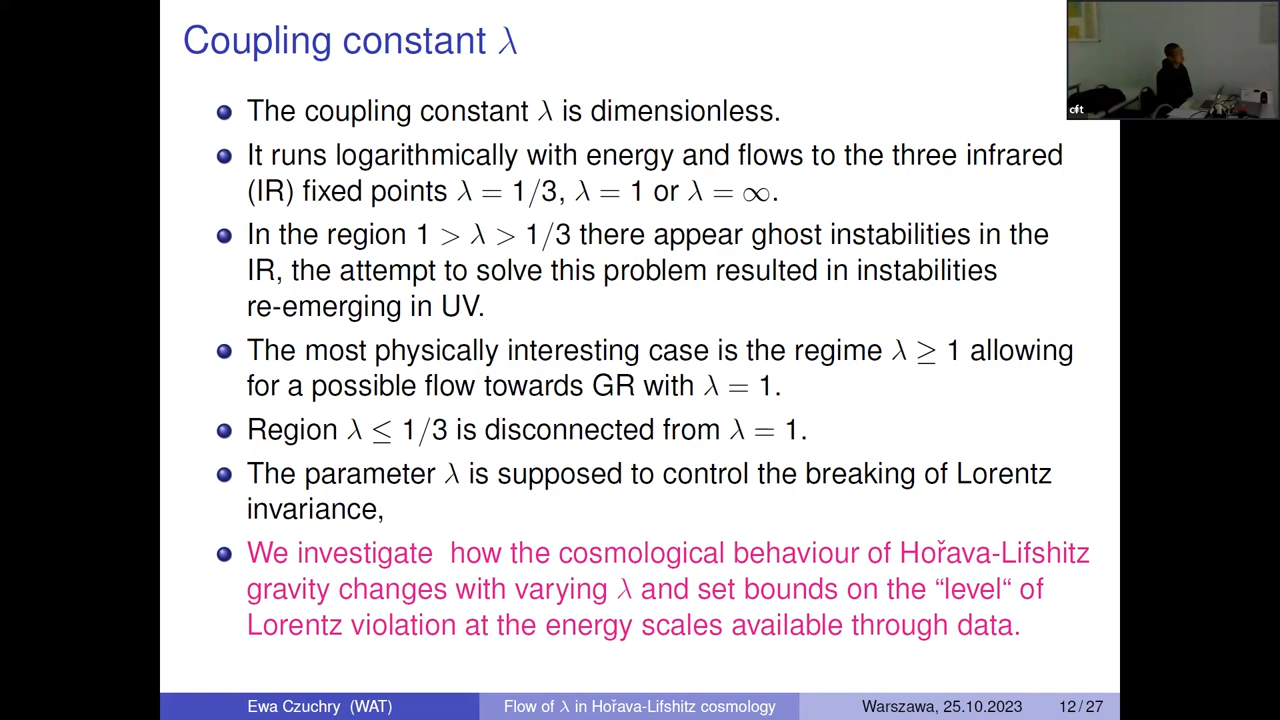 Coupling constant λ
The coupling constant λ is dimensionless.
It runs logarithmically with energy and flows to the three infrared
(IR) fixed points λ = 1/3, λ = 1 or λ = ∞.
In the region 1 > λ > 1/3 there appear ghost instabilities in the
IR, the attempt to solve this problem resulted in instabilities
re-emerging in UV.
The most physically interesting case is the regime λ ≥ 1 allowing
for a possible flow towards GR with λ = 1.
Region λ ≤ 1/3 is disconnected from λ = 1.
The parameter λ is supposed to control the breaking of Lorentz
invariance,
We investigate how the cosmological behaviour of Hořava-Lifshitz
gravity changes with varying λ and set bounds on the “level“ of
Lorentz violation at the energy scales available through data.
Ewa Czuchry (WAT) Flow of λ in Hořava-Lifshitz cosmology Warszawa, 25.10.2023 12 / 27
cft